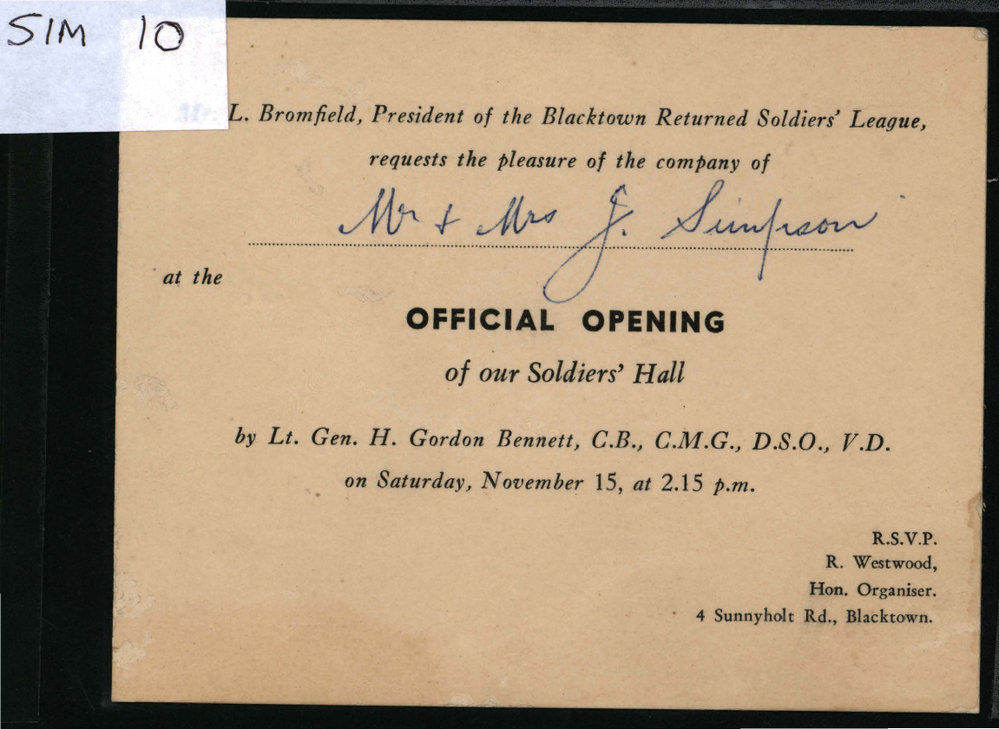 SIM 10
Mr. L. Bromfield, President of the Blacktown Returned Soldiers' League,
requests the pleasure of the company of
Mr & Mrs J. Simpson
at the
OFFICIAL OPENING
of our Soldiers' Hall
by Lt. Gen. H. Gordon Bennett, C.B., C.M.G., D.S.O., V.D.
on Saturday, November 15, at 2.15 p.m.
R.S.V.P.
R. Westwood,
Hon. Organiser.
4 Sunnyholt Rd., Blacktown.